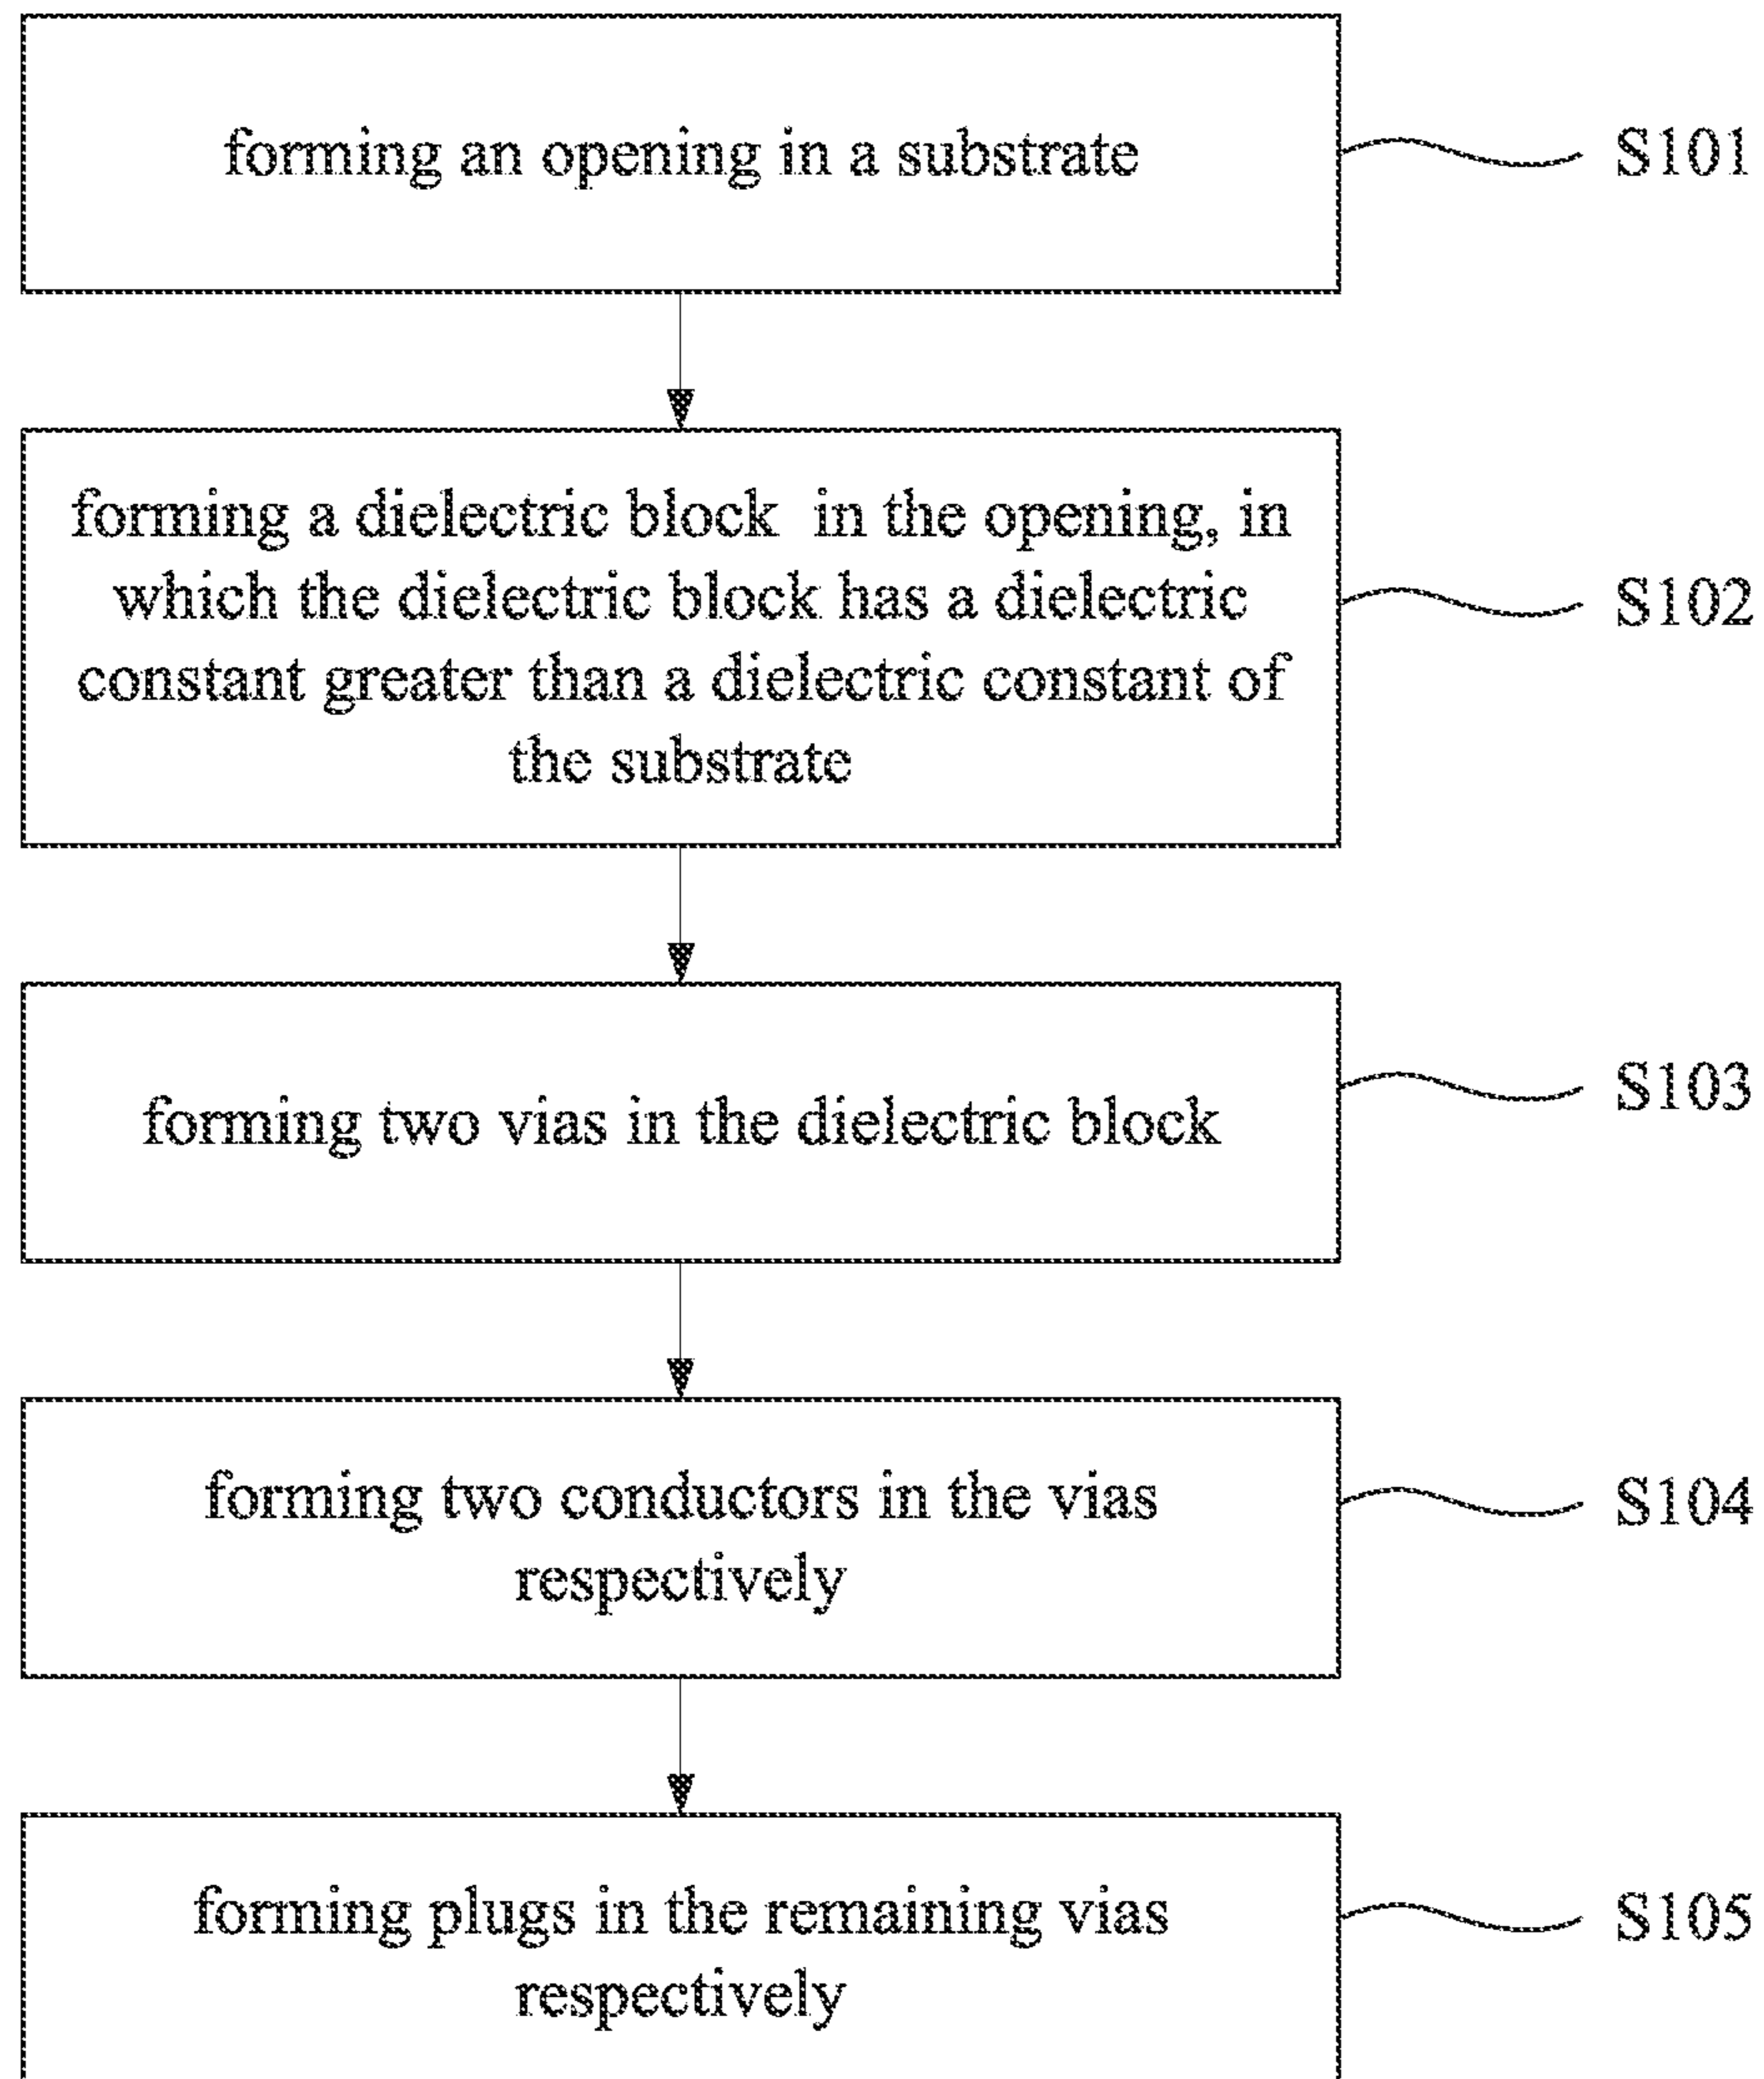 forming an opening in a substrate
S101
forming a dielectric block in the opening, in
which the dielectric block has a dielectric
constant greater than a dielectric constant of
the substrate
S102
forming two vias in the dielectric block
S103
forming two conductors in the vias
respectively
S104
forming plugs in the remaining vias
respectively
S105